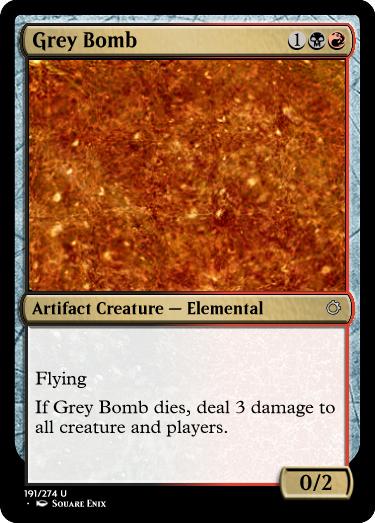 Grey Bomb 1
Artifact Creature — Elemental
Flying
If Grey Bomb dies, deal 3 damage to
all creature and players.
0/2
191/274 U
· Square Enix